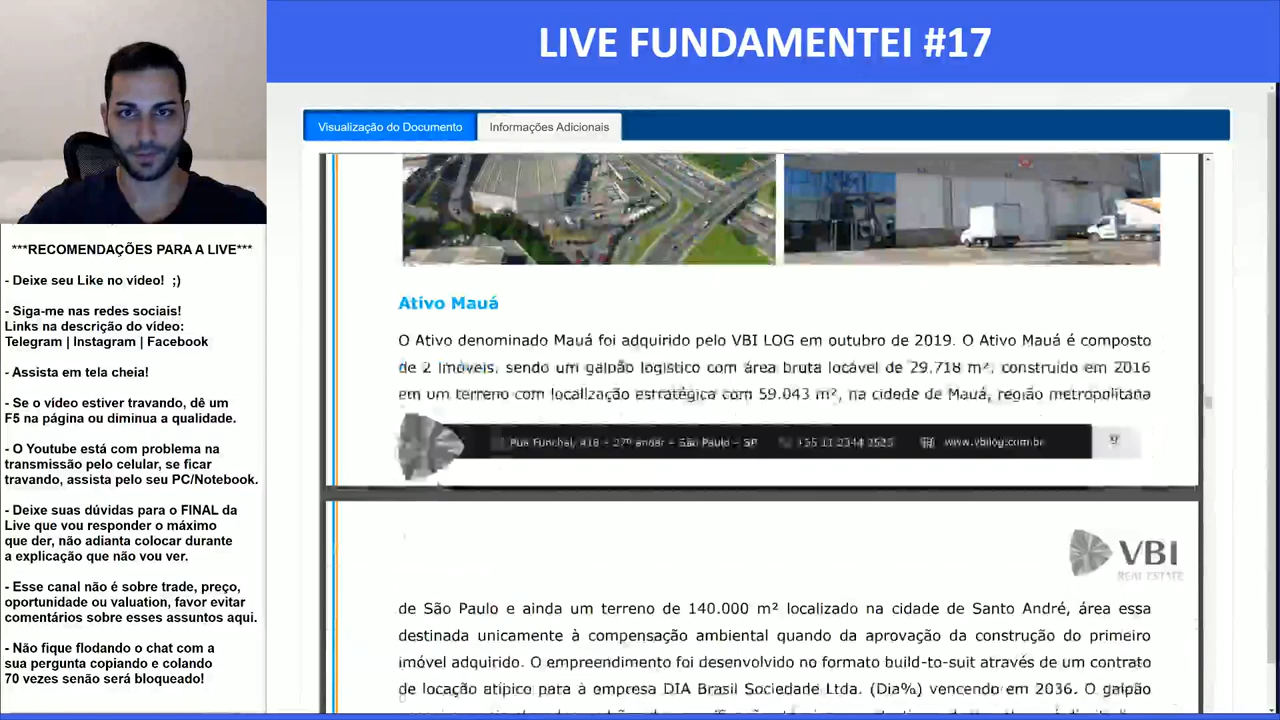 LIVE FUNDAMENTEI #17
***RECOMENDAÇÕES PARA A LIVE***
- Deixe seu Like no vídeo!  ;)
- Siga-me nas redes sociais!
Links na descrição do vídeo:
Telegram | Instagram | Facebook
- Assista em tela cheia!
- Se o vídeo estiver travando, dê um
F5 na página ou diminua a qualidade.
- O Youtube está com problema na
transmissão pelo celular, se ficar
travando, assista pelo seu PC/Notebook.
- Deixe suas dúvidas para o FINAL da
Live que vou responder o máximo
que der, não adianta colocar durante
a explicação que não vou ver.
- Esse canal não é sobre trade, preço,
oportunidade ou valuation, favor evitar
comentários sobre esses assuntos aqui.
- Não fique flodando o chat com a
sua pergunta copiando e colando
70 vezes senão será bloqueado!
Visualização do Documento
Informações Adicionais
Ativo Mauá
O Ativo denominado Mauá foi adquirido pelo VBI LOG em outubro de 2019. O Ativo Mauá é composto
de 2 imóveis, sendo um galpão logístico com área bruta locável de 29.718 m², construído em 2016
em um terreno com localização estratégica com 59.043 m², na cidade de Mauá, região metropolitana
Rua Funchal, 418 – 27º andar – São Paulo – SP
www.vbilog.com.br
9
VBI
REAL ESTATE
de São Paulo e ainda um terreno de 140.000 m² localizado na cidade de Santo André, área essa
destinada unicamente à compensação ambiental quando da aprovação da construção do primeiro
imóvel adquirido. O empreendimento foi desenvolvido no formato build-to-suit através de um contrato
de locação atípico para à empresa DIA Brasil Sociedade Ltda. (Dia%) vencendo em 2036. O galpão